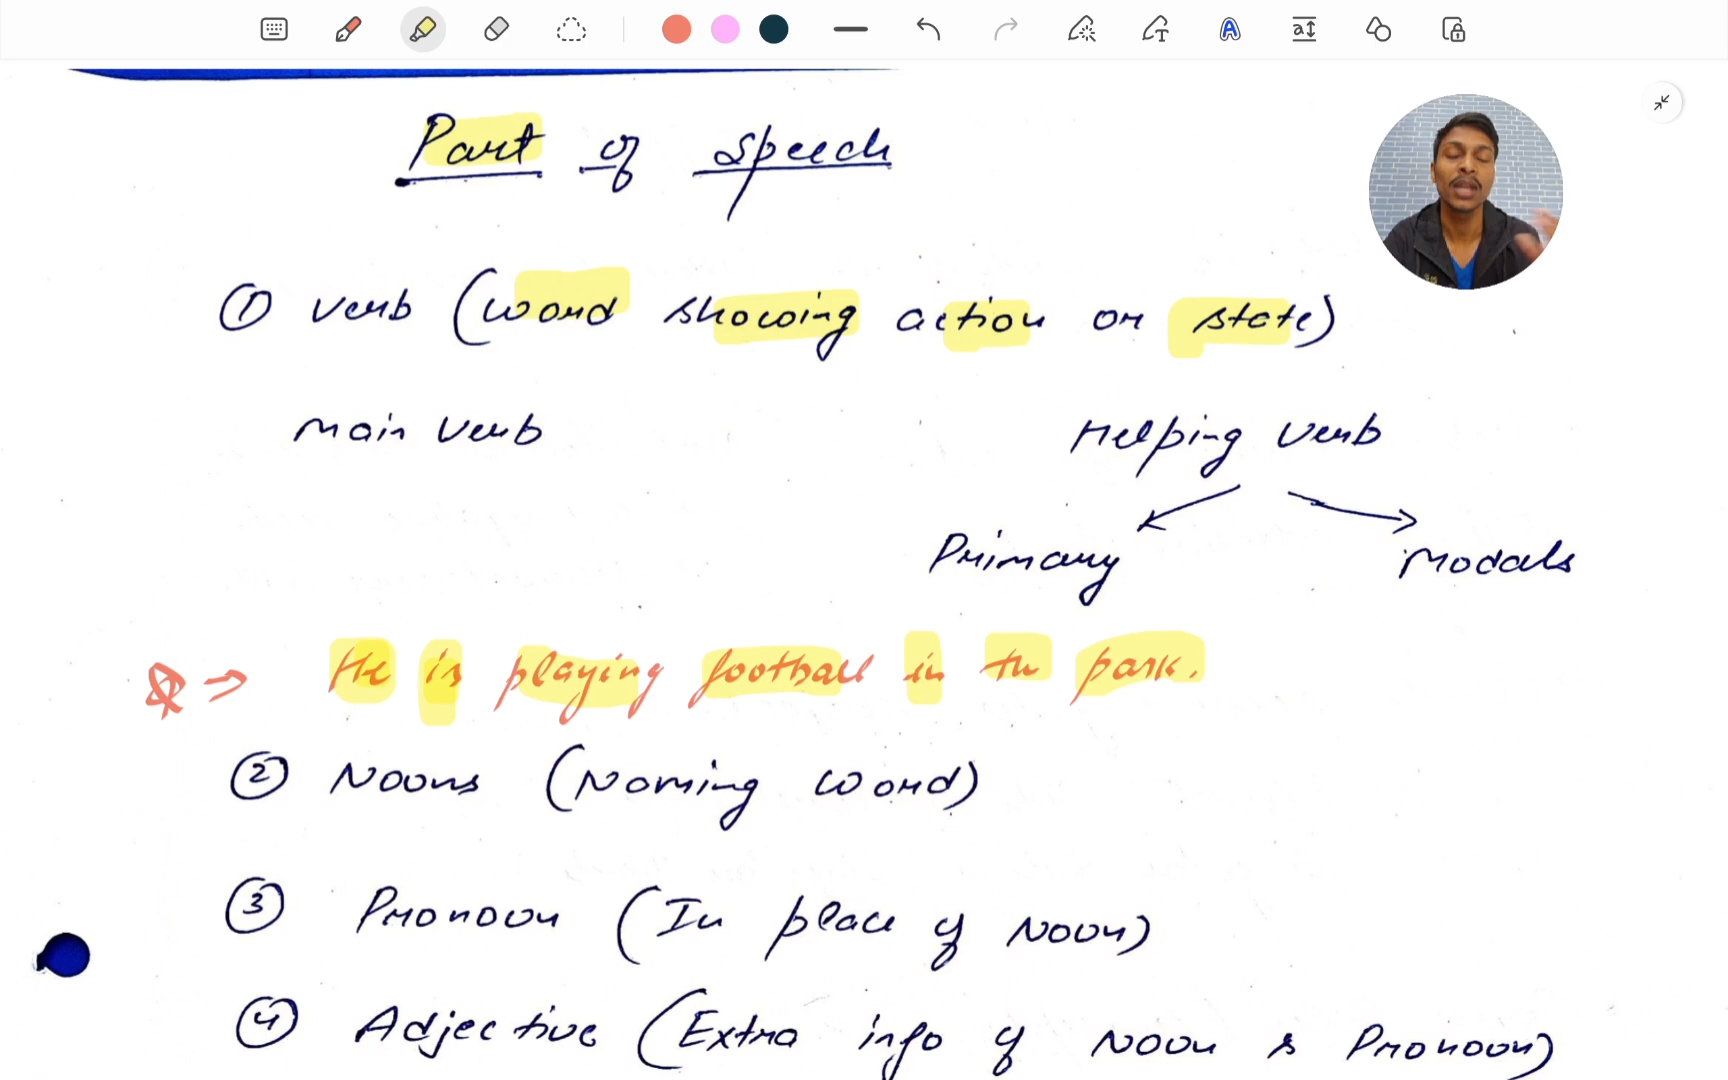 Part of Speech
① Verb (Word showing action or state)
Main Verb Helping Verb
Primary Modals
Q → He is playing football in the park.
② Nouns (Naming Word)
③ Pronoun (In place of Noun)
④ Adjective (Extra info of Noun & Pronoun)